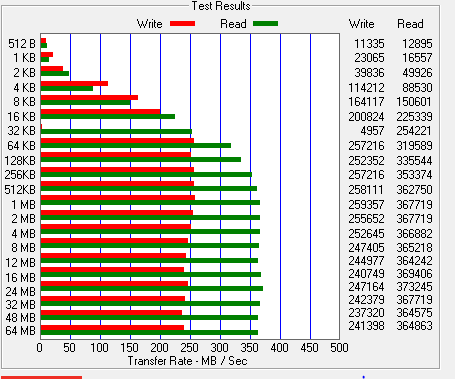 Test Results
Write Read Write Read
512 B 11335 12895
1 KB 23065 16557
2 KB 39836 49926
4 KB 114212 88530
8 KB 164117 150601
16 KB 200824 225339
32 KB 4957 254221
64 KB 257216 319589
128KB 252352 335544
256KB 257216 353374
512KB 258111 362750
1 MB 259357 367719
2 MB 255652 367719
4 MB 252645 366882
8 MB 247405 365218
12 MB 244977 364242
16 MB 240749 369406
24 MB 247164 373245
32 MB 242379 367719
48 MB 237320 364575
64 MB 241398 364863
0 50 100 150 200 250 300 350 400 450 500
Transfer Rate - MB / Sec